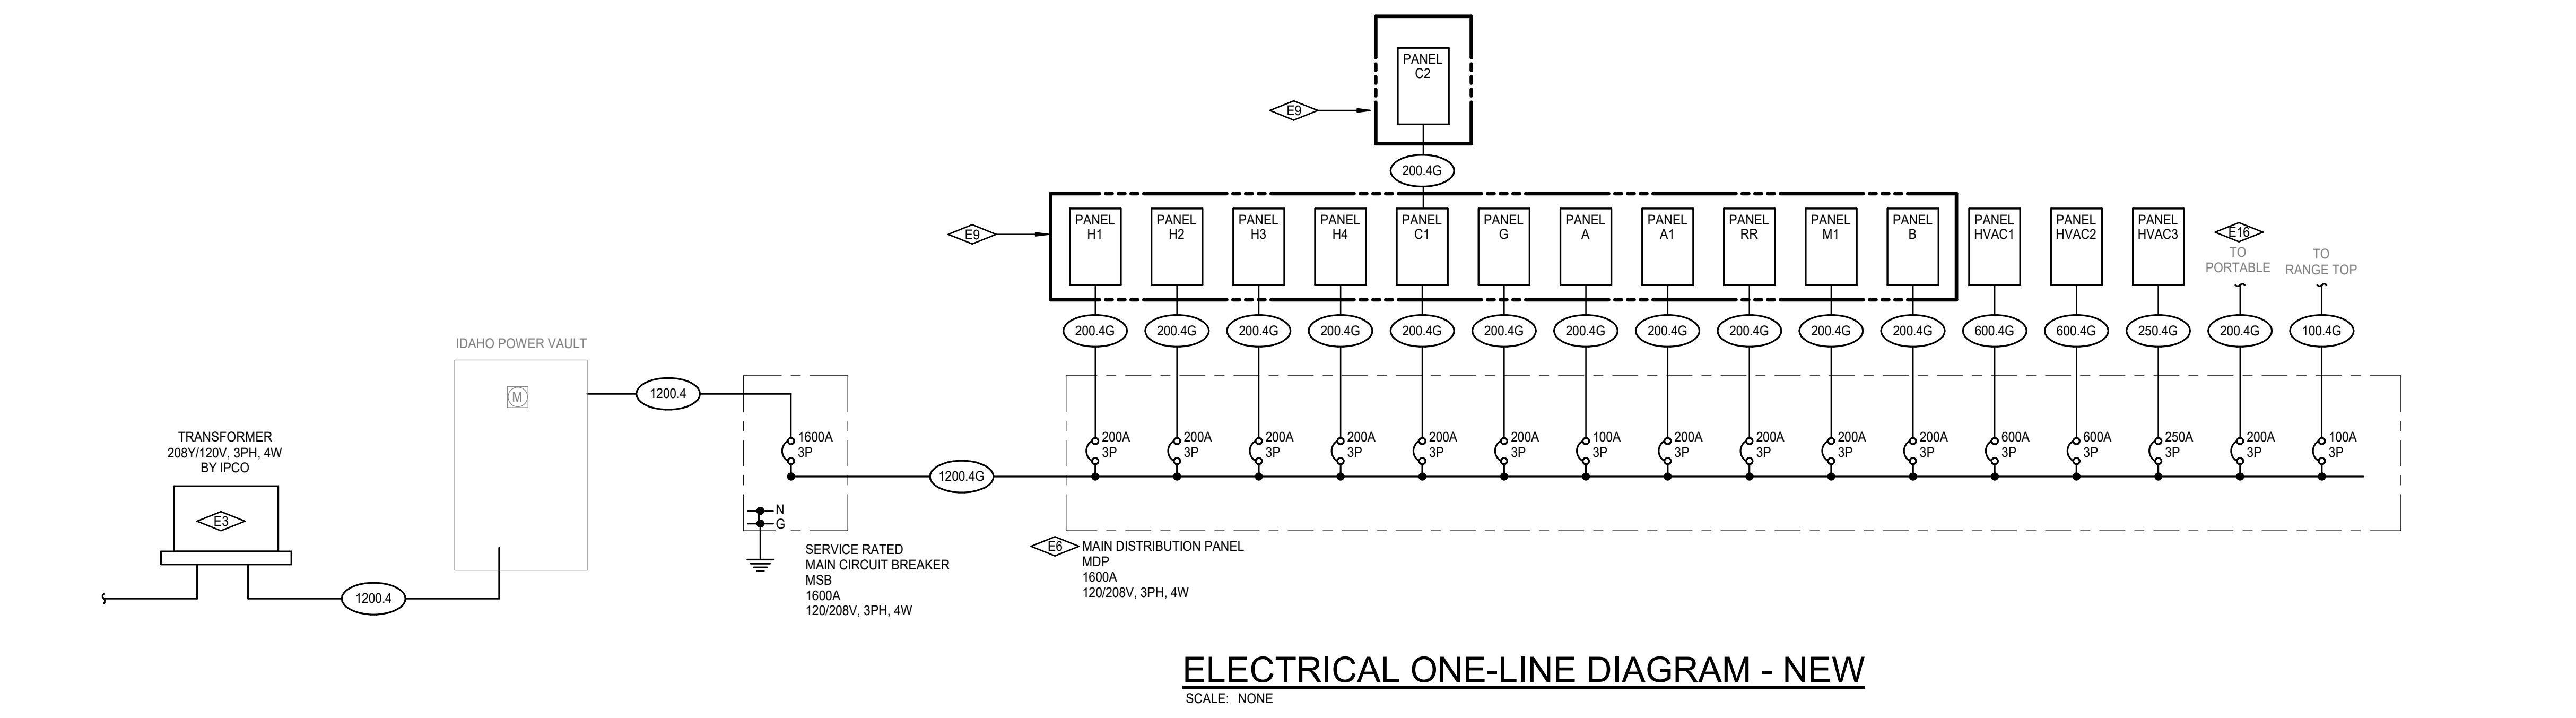 PANEL
C2
E9
200.4G
E9
PANEL
H1
PANEL
H2
PANEL
H3
PANEL
H4
PANEL
C1
PANEL
G
PANEL
A
PANEL
A1
PANEL
RR
PANEL
M1
PANEL
B
PANEL
HVAC1
PANEL
HVAC2
PANEL
HVAC3
E16
TO
PORTABLE
TO
RANGE TOP
200.4G
200.4G
200.4G
200.4G
200.4G
200.4G
200.4G
200.4G
200.4G
200.4G
200.4G
600.4G
600.4G
250.4G
200.4G
100.4G
IDAHO POWER VAULT
M
1200.4
TRANSFORMER
208Y/120V, 3PH, 4W
BY IPCO
E3
1200.4
1600A
3P
1200.4G
N
G
SERVICE RATED
MAIN CIRCUIT BREAKER
MSB
1600A
120/208V, 3PH, 4W
200A
3P
200A
3P
200A
3P
200A
3P
200A
3P
200A
3P
100A
3P
200A
3P
200A
3P
200A
3P
200A
3P
600A
3P
600A
3P
250A
3P
200A
3P
100A
3P
E6
MAIN DISTRIBUTION PANEL
MDP
1600A
120/208V, 3PH, 4W
ELECTRICAL ONE-LINE DIAGRAM - NEW
SCALE: NONE